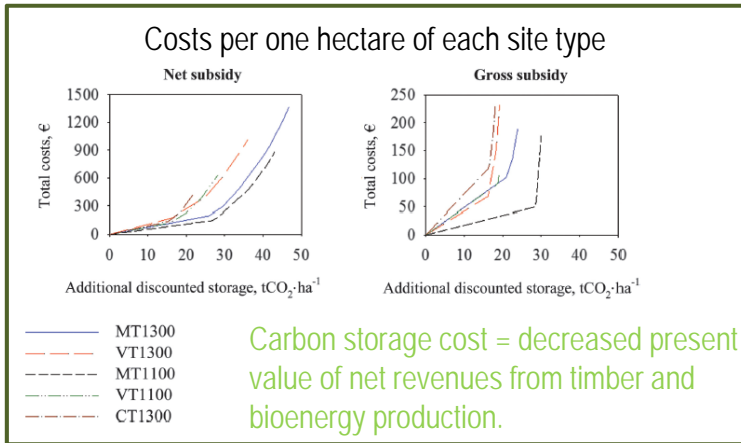 Costs per one hectare of each site type
Net subsidy
Total costs, €
1500
1200
900
600
300
0
0 10 20 30 40 50
Additional discounted storage, tCO₂·ha⁻¹
Gross subsidy
Total costs, €
250
200
150
100
50
0
0 10 20 30 40 50
Additional discounted storage, tCO₂·ha⁻¹
MT1300
VT1300
MT1100
VT1100
CT1300
Carbon storage cost = decreased present
value of net revenues from timber and
bioenergy production.